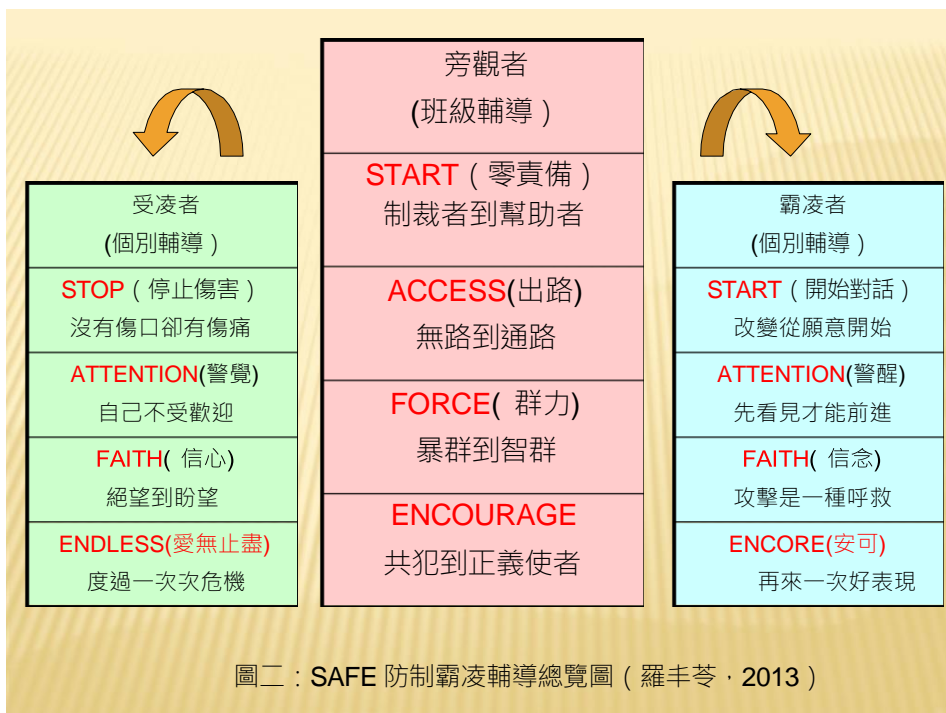 旁觀者
(班級輔導)
START(零責備)
制裁者到幫助者
ACCESS(出路)
無路到通路
FORCE( 群力)
暴群到智群
ENCOURAGE
共犯到正義使者
受凌者
(個別輔導)
STOP(停止傷害)
沒有傷口卻有傷痛
ATTENTION(警覺)
自己不受歡迎
FAITH( 信心)
絕望到盼望
ENDLESS(愛無止盡)
度過一次次危機
霸凌者
(個別輔導)
START(開始對話)
改變從願意開始
ATTENTION(警醒)
先看見才能前進
FAITH( 信念)
攻擊是一種呼救
ENCORE(安可)
再來一次好表現
圖二:SAFE 防制霸凌輔導總覽圖(羅丰苓,2013)